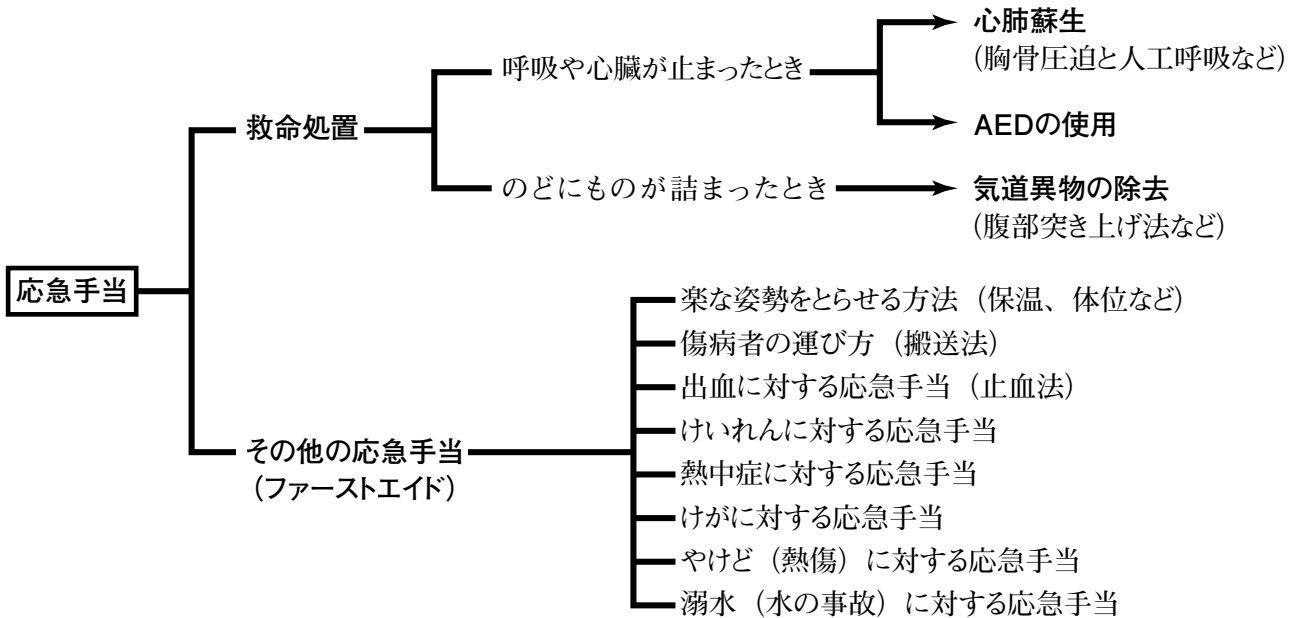 応急手当
救命処置
呼吸や心臓が止まったとき
心肺蘇生
(胸骨圧迫と人工呼吸など)
AEDの使用
のどにものが詰まったとき
気道異物の除去
(腹部突き上げ法など)
その他の応急手当
(ファーストエイド)
楽な姿勢をとらせる方法（保温、体位など）
傷病者の運び方（搬送法）
出血に対する応急手当（止血法）
けいれんに対する応急手当
熱中症に対する応急手当
けがに対する応急手当
やけど（熱傷）に対する応急手当
溺水（水の事故）に対する応急手当